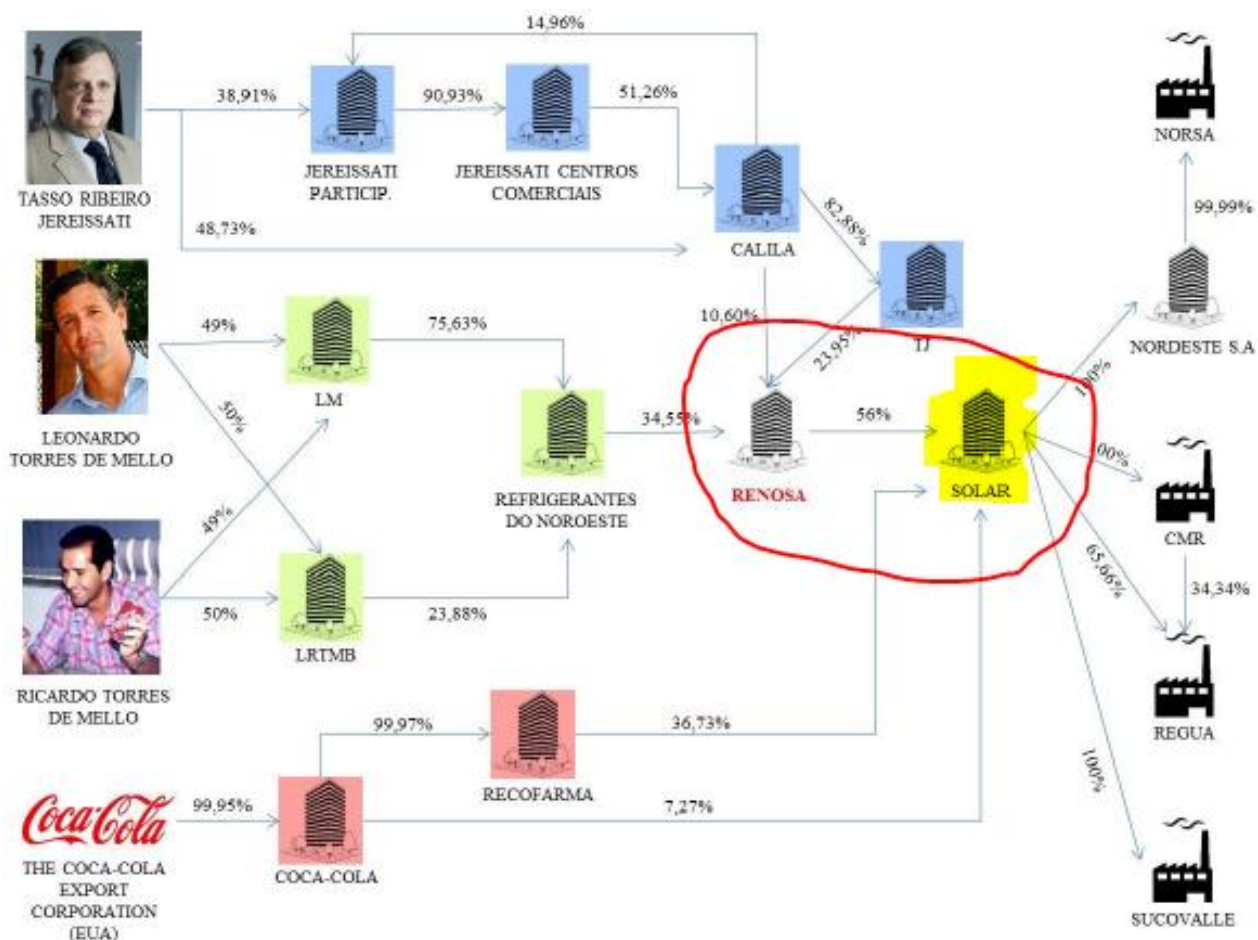 14,96%
38,91%
90,93%
51,26%
NORSA
JEREISSATI
PARTICIP.
JEREISSATI CENTROS
COMERCIAIS
TASSO RIBEIRO
JEREISSATI
82,88%
99,99%
48,73%
CALILA
49%
75,63%
10,60%
23,95%
TJ
NORDESTE S.A
LM
50%
100%
LEONARDO
TORRES DE MELLO
34,55%
56%
RENOSA
SOLAR
00%
REFRIGERANTES
DO NOROESTE
49%
CMR
65,66%
34,34%
50%
23,88%
LRTMB
RICARDO TORRES
DE MELLO
99,97%
36,73%
REGUA
100%
RECOFARMA
Coca-Cola
99,95%
7,27%
THE COCA-COLA
EXPORT
CORPORATION
(EUA)
COCA-COLA
SUCOVALLE